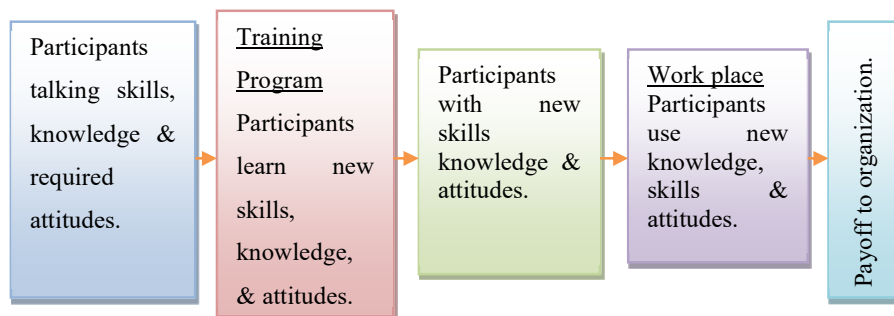 Participants
talking skills,
knowledge &
required
attitudes.
Training
Program
Participants
learn new
skills,
knowledge,
& attitudes.
Participants
with new
skills
knowledge &
attitudes.
Work place
Participants
use new
knowledge,
skills &
attitudes.
Payoff to organization.